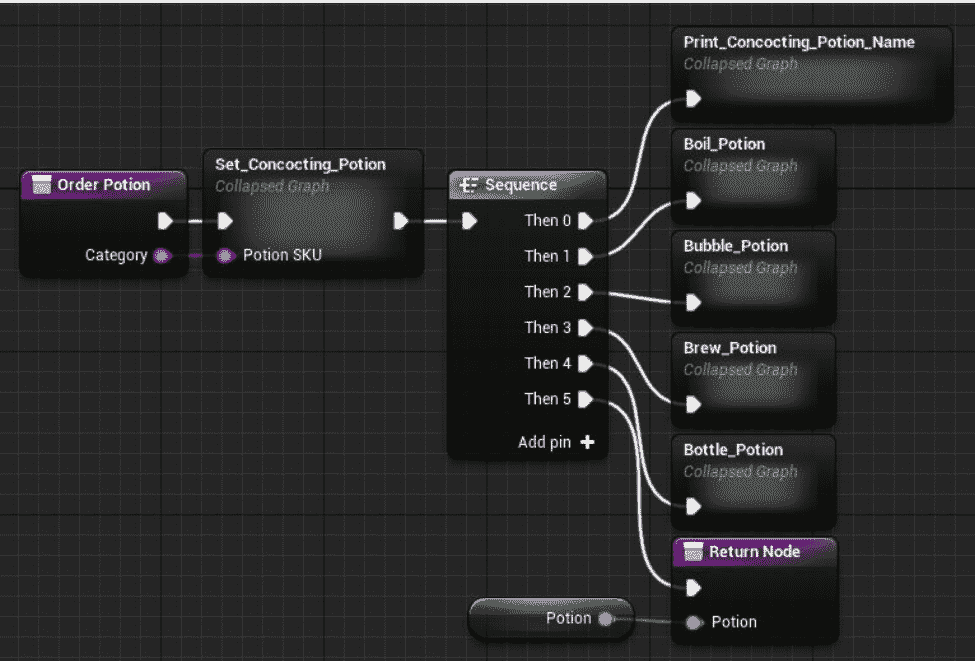 Order Potion
Category
Set_Concocting_Potion
Collapsed Graph
Potion SKU
Sequence
Then 0
Then 1
Then 2
Then 3
Then 4
Then 5
Add pin
Print_Concocting_Potion_Name
Collapsed Graph
Boil_Potion
Collapsed Graph
Bubble_Potion
Collapsed Graph
Brew_Potion
Collapsed Graph
Bottle_Potion
Collapsed Graph
Return Node
Potion
Potion